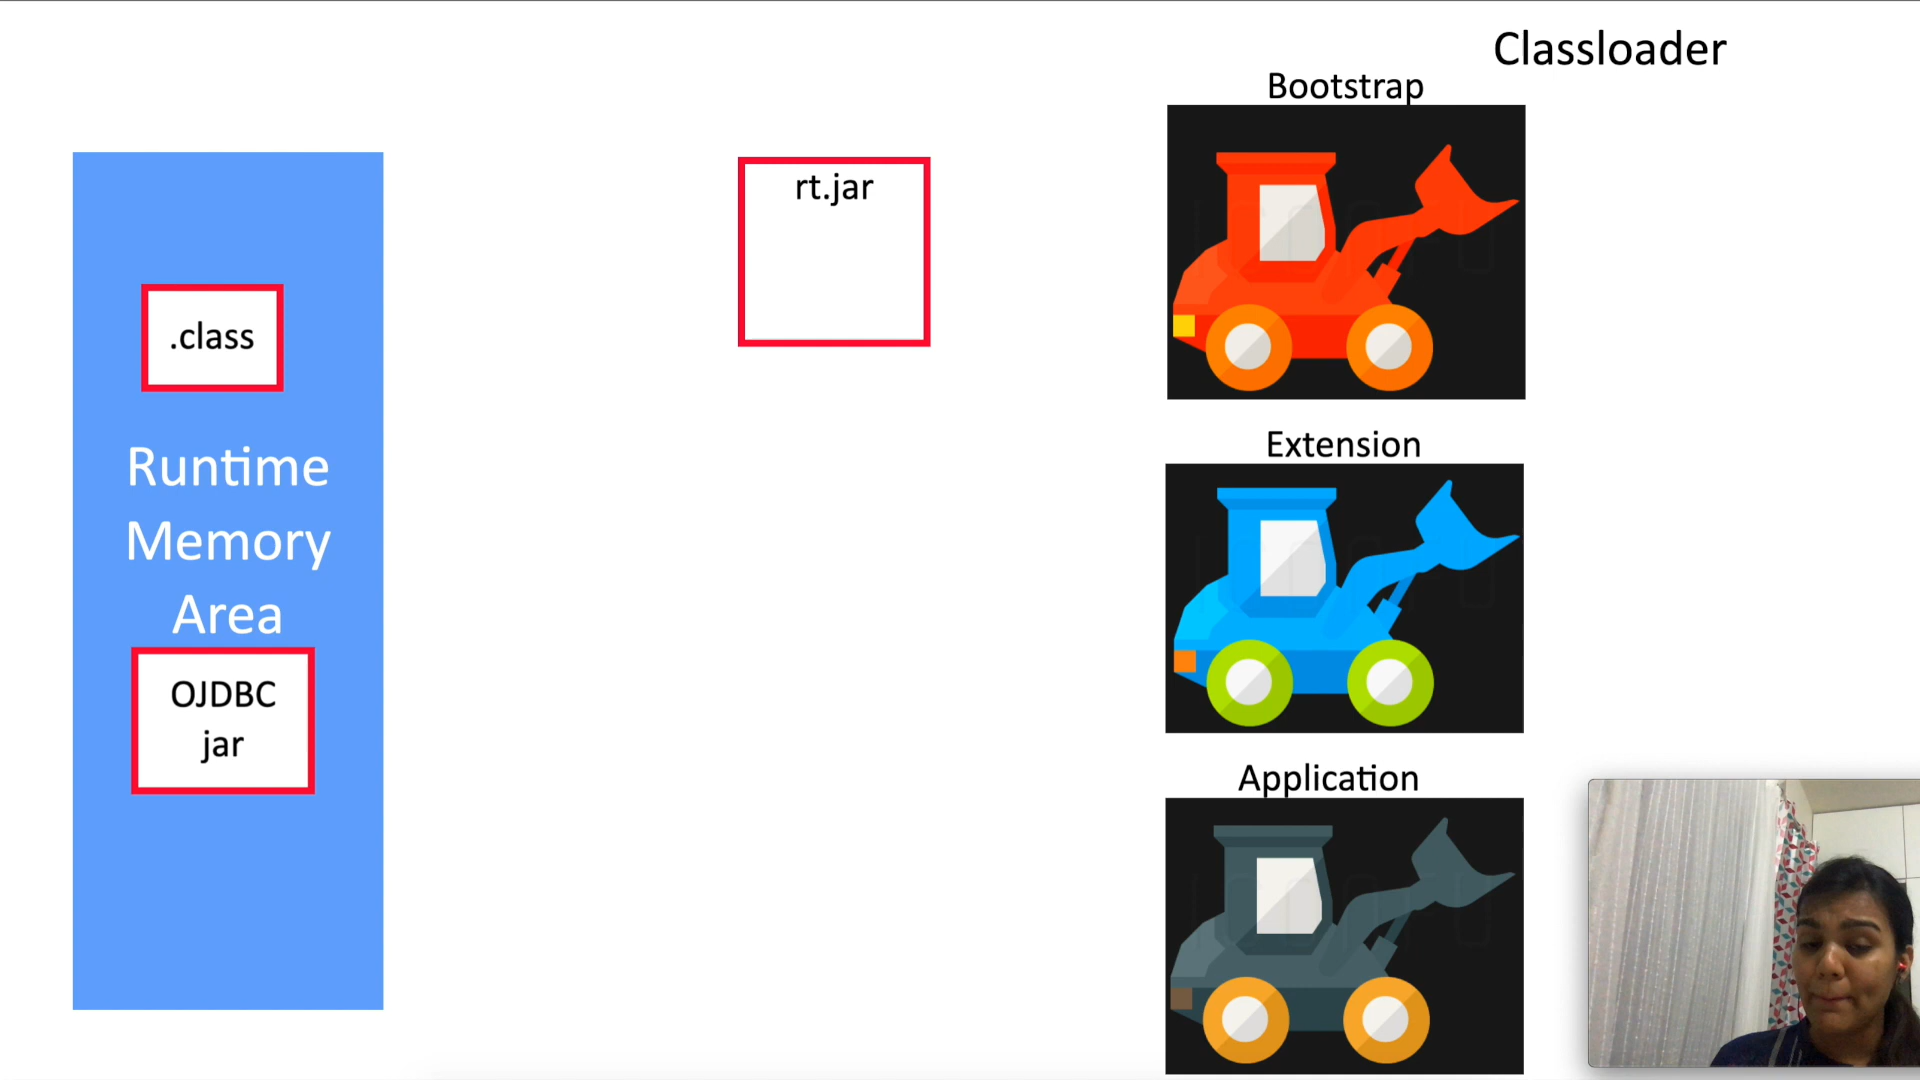 Classloader
Bootstrap
rt.jar
.class
Extension
Runtime
Memory
Area
OJDBC
jar
Application